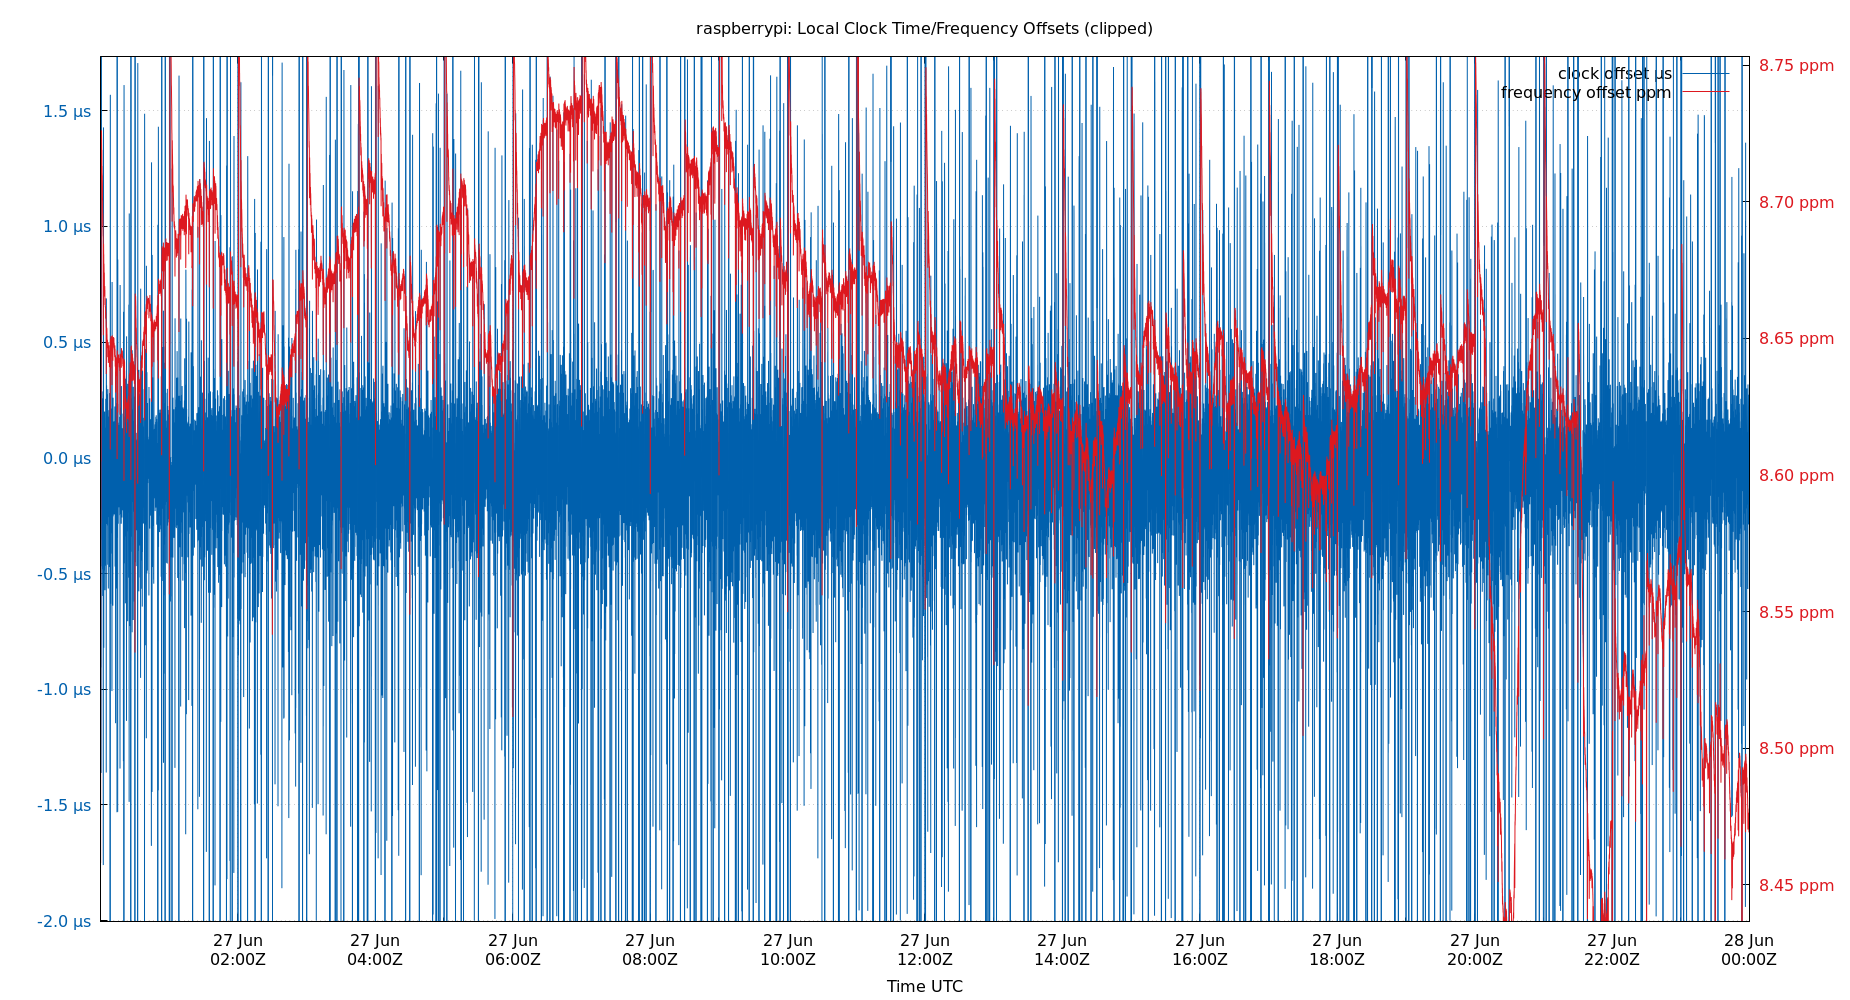 raspberrypi: Local Clock Time/Frequency Offsets (clipped)
clock offset µs
frequency offset ppm
1.5 µs
1.0 µs
0.5 µs
0.0 µs
-0.5 µs
-1.0 µs
-1.5 µs
-2.0 µs
8.75 ppm
8.70 ppm
8.65 ppm
8.60 ppm
8.55 ppm
8.50 ppm
8.45 ppm
27 Jun 27 Jun 27 Jun 27 Jun 27 Jun 27 Jun 27 Jun 27 Jun 27 Jun 27 Jun 27 Jun 28 Jun
02:00Z 04:00Z 06:00Z 08:00Z 10:00Z 12:00Z 14:00Z 16:00Z 18:00Z 20:00Z 22:00Z 00:00Z
Time UTC